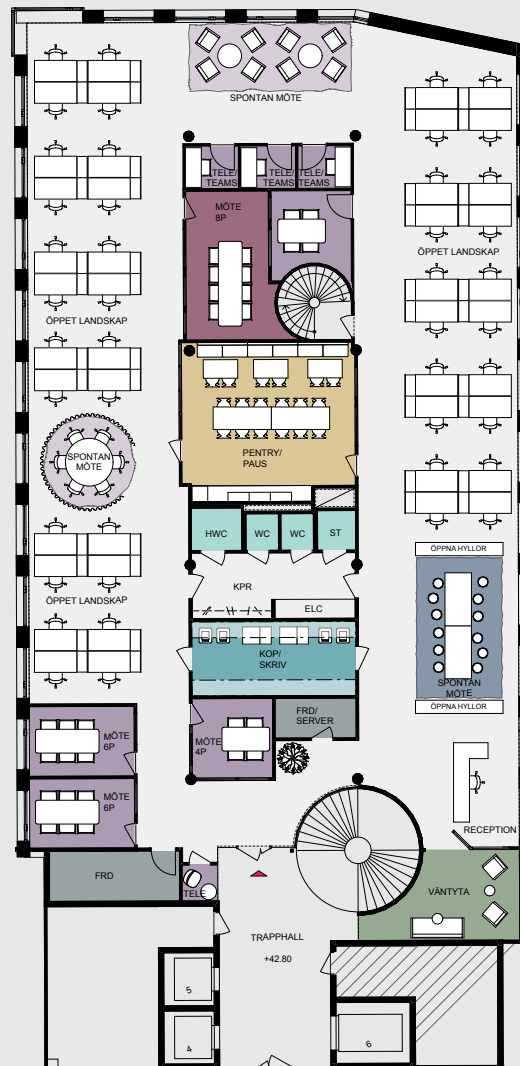 SPONTAN MÖTE
TELE/
TEAMS
TELE/
TEAMS
TELE/
TEAMS
MÖTE
8P
ÖPPET LANDSKAP
ÖPPET LANDSKAP
SPONTAN
MÖTE
PENTRY/
PAUS
HWC
WC
WC
ST
ÖPPNA HYLLOR
KPR
ELC
ÖPPET LANDSKAP
KOP/
SKRIV
SPONTAN
MÖTE
ÖPPNA HYLLOR
FRD/
SERVER
MÖTE
6P
MÖTE
4P
MÖTE
6P
RECEPTION
FRD
TELE
VÄNTYTA
TRAPPHALL
+42.80
5
4
6